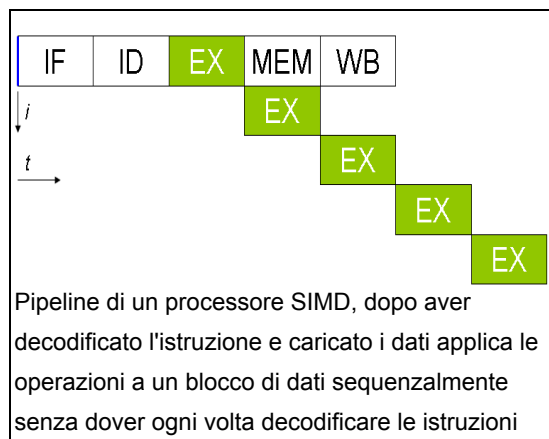 IF ID EX MEM WB
i
EX
t
EX
EX
EX
Pipeline di un processore SIMD, dopo aver
decodificato l'istruzione e caricato i dati applica le
operazioni a un blocco di dati sequenzalmente
senza dover ogni volta decodificare le istruzioni